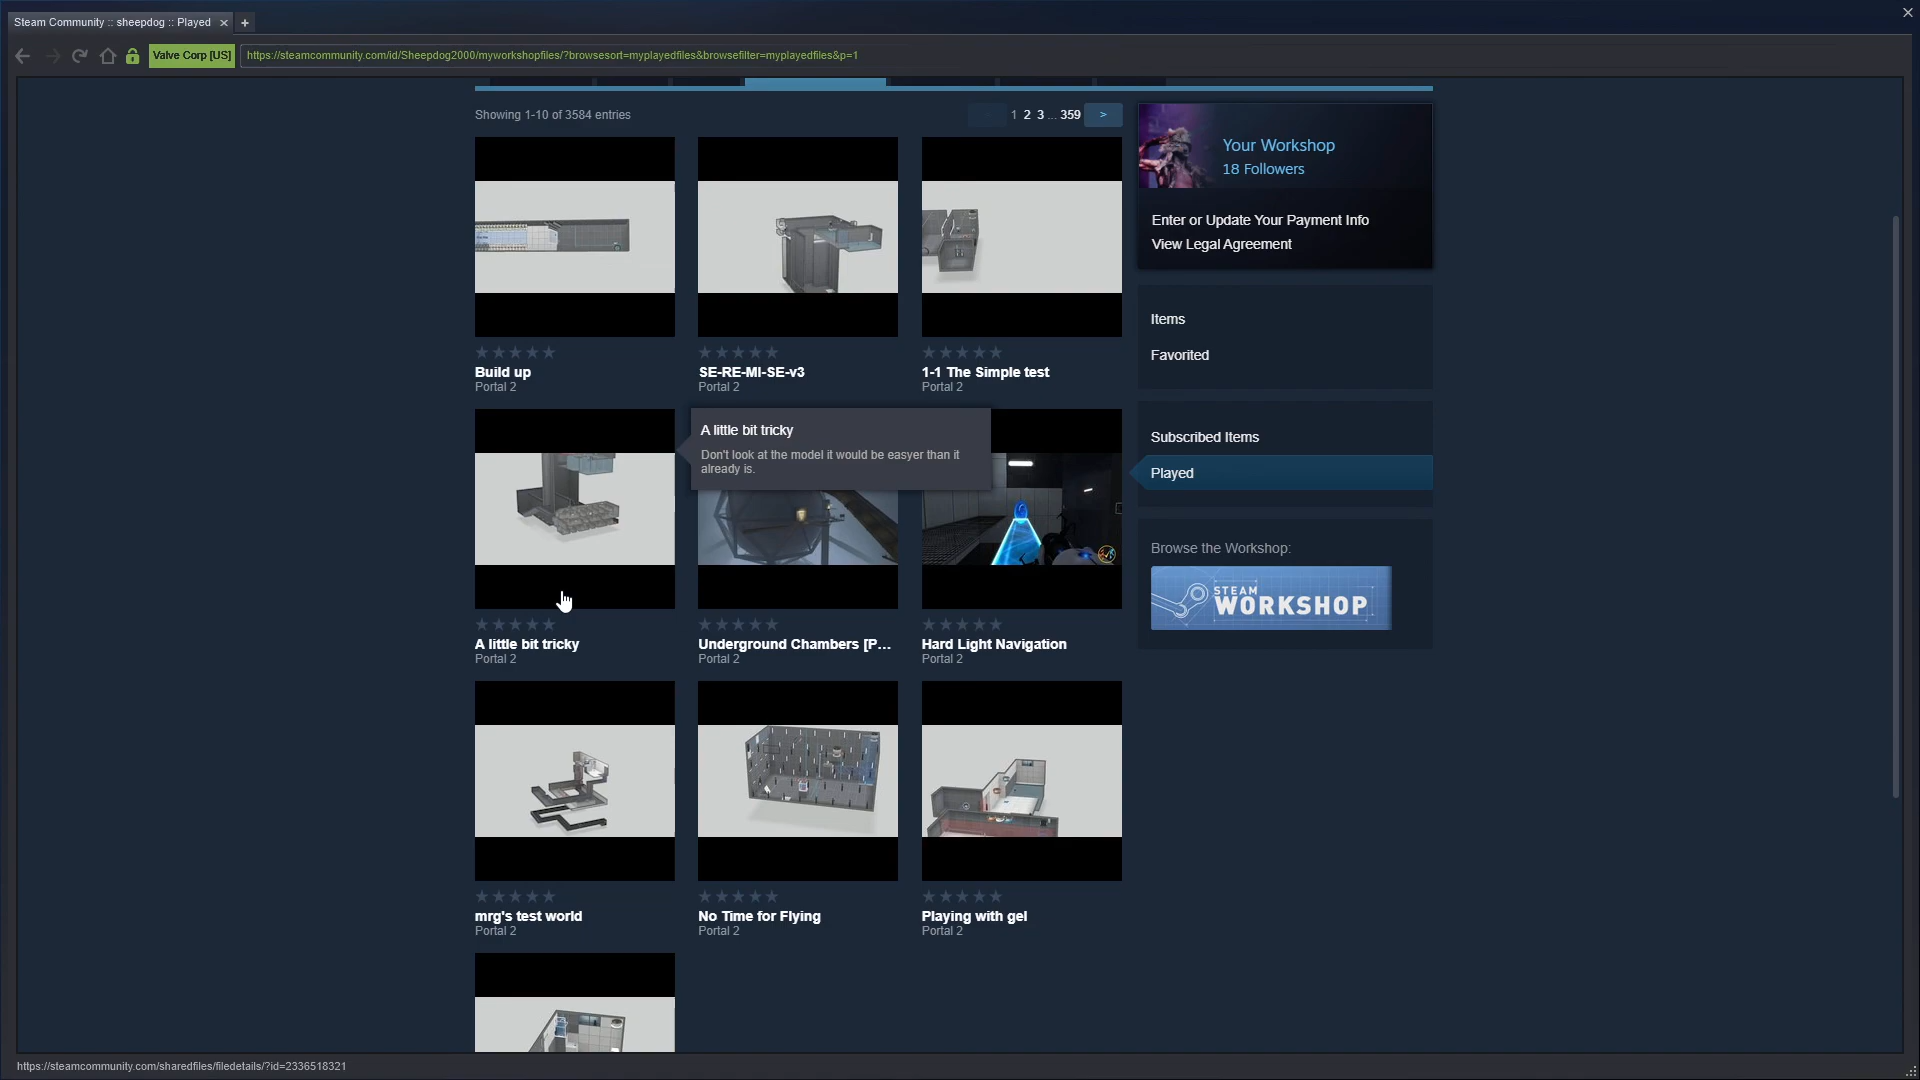 Steam Community :: sheepdog :: Played
Valve Corp [US]
https://steamcommunity.com/id/Sheepdog2000/myworkshopfiles/?browsesort=myplayedfiles&browsefilter=myplayedfiles&p=1
Showing 1-10 of 3584 entries
< 1 2 3 ... 359 >
Your Workshop
18 Followers
Enter or Update Your Payment Info
View Legal Agreement
Items
Favorited
Subscribed Items
Played
Browse the Workshop:
STEAM
WORKSHOP
Build up
Portal 2
SE-RE-MI-SE-v3
Portal 2
1-1 The Simple test
Portal 2
A little bit tricky
Don't look at the model it would be easyer than it
already is.
A little bit tricky
Portal 2
Underground Chambers [P...
Portal 2
Hard Light Navigation
Portal 2
mrg's test world
Portal 2
No Time for Flying
Portal 2
Playing with gel
Portal 2
https://steamcommunity.com/sharedfiles/filedetails/?id=2336518321